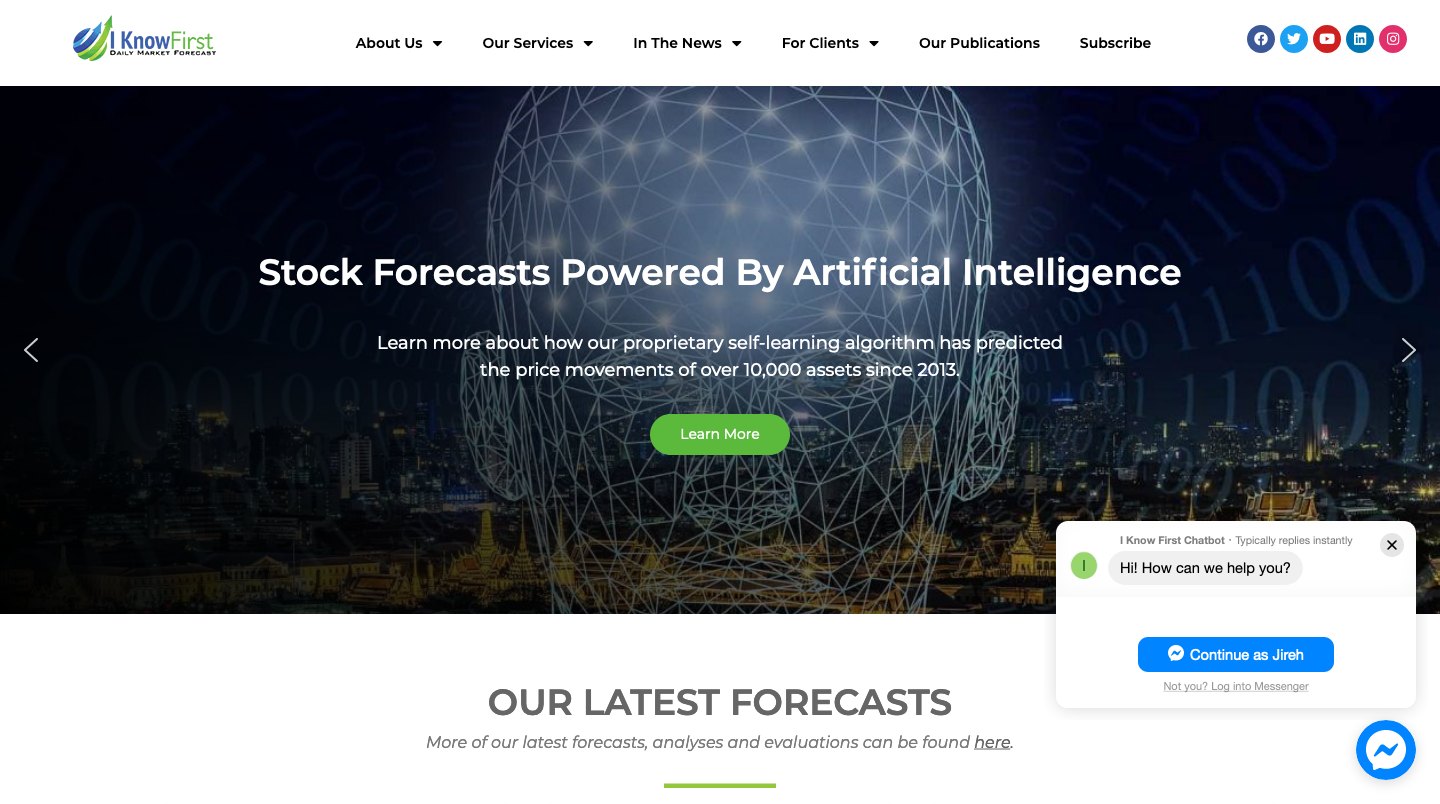 I KnowFirst
Daily Market Forecast
About Us
Our Services
In The News
For Clients
Our Publications
Subscribe
Stock Forecasts Powered By Artificial Intelligence
Learn more about how our proprietary self-learning algorithm has predicted
the price movements of over 10,000 assets since 2013.
Learn More
I Know First Chatbot · Typically replies instantly
I
Hi! How can we help you?
Continue as Jireh
Not you? Log into Messenger
OUR LATEST FORECASTS
More of our latest forecasts, analyses and evaluations can be found here.